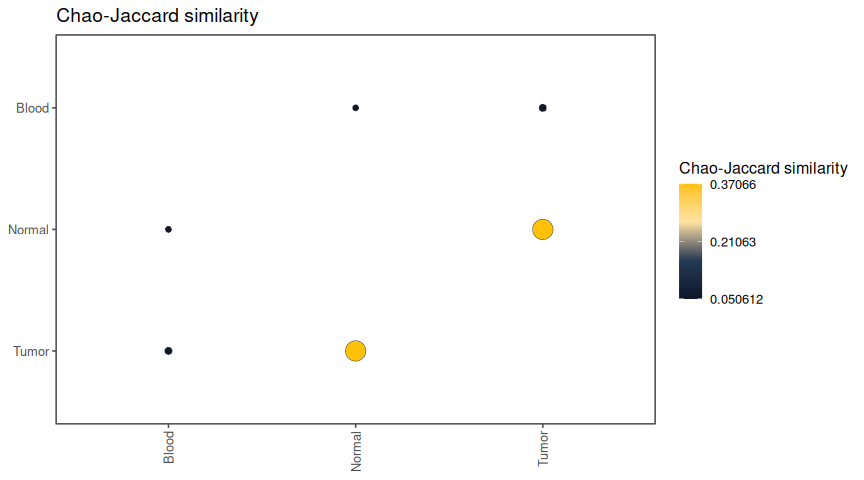 Chao-Jaccard similarity
Blood
Normal
Tumor
Blood
Normal
Tumor
Chao-Jaccard similarity
0.37066
0.21063
0.050612